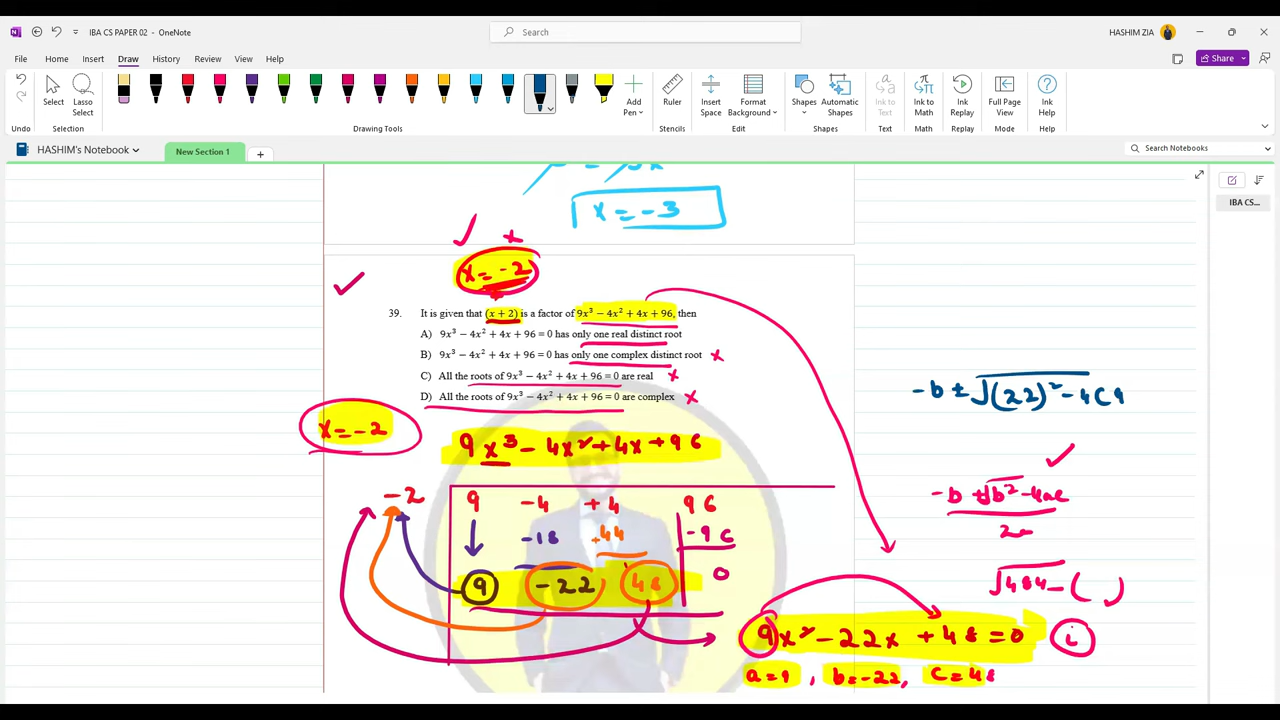 IBA CS PAPER 02 - OneNote
Search
HASHIM ZIA
File Home Insert Draw History Review View Help
Share
Undo
Select
Lasso Select
Selection
Add Pen
Drawing Tools
Ruler
Stencils
Insert Space
Format Background
Edit
Shapes
Automatic Shapes
Shapes
Ink to Text
Text
Ink to Math
Math
Ink Replay
Replay
Full Page View
Mode
Ink Help
Help
HASHIM's Notebook
New Section 1
Search Notebooks
IBA CS...
x = -3
x = -2
39. It is given that (x + 2) is a factor of 9x³ − 4x² + 4x + 96, then
A) 9x³ − 4x² + 4x + 96 = 0 has only one real distinct root
B) 9x³ − 4x² + 4x + 96 = 0 has only one complex distinct root
C) All the roots of 9x³ − 4x² + 4x + 96 = 0 are real
D) All the roots of 9x³ − 4x² + 4x + 96 = 0 are complex
-b ± √(22)² - 4(9
x = -2
9x³ - 4x² + 4x + 96
-b ± √b² - 4ac
2a
-2 9 -4 +4 96
-18 +44 -96
9 -22, 48 0
√484 - ( )
9x² - 22x + 48 = 0 i
a = 9, b = -22, c = 48